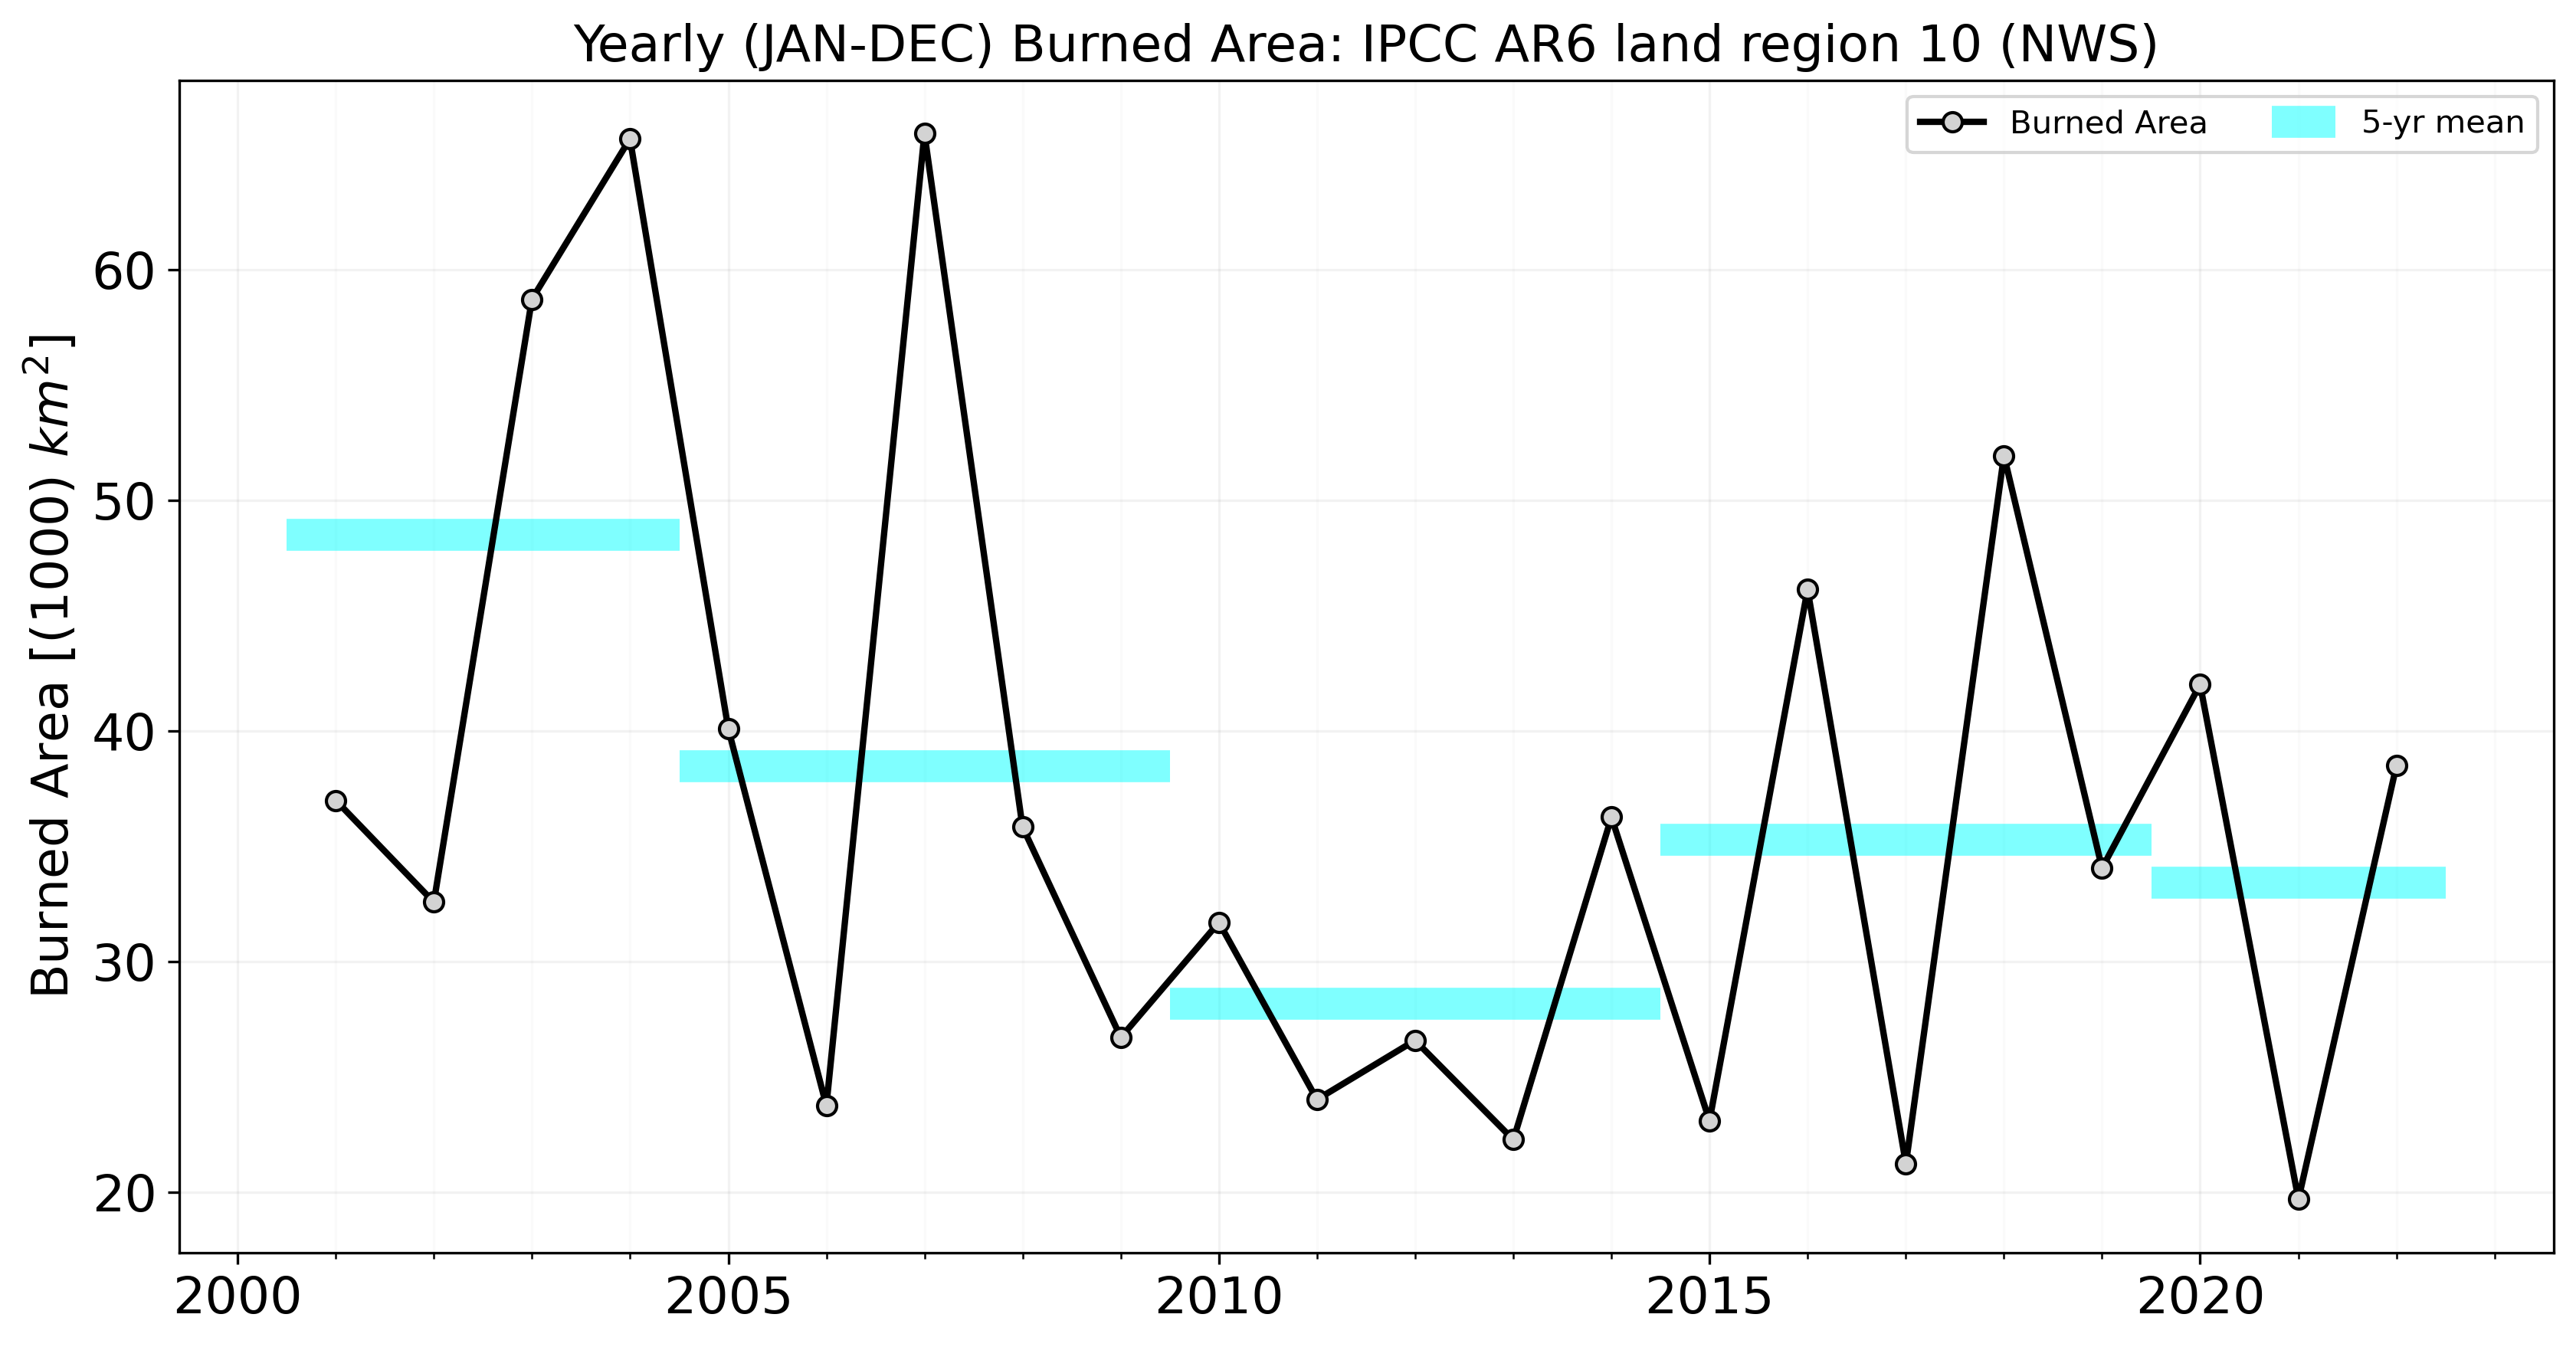 Yearly (JAN-DEC) Burned Area: IPCC AR6 land region 10 (NWS)
Burned Area
5-yr mean
Burned Area [(1000) km²]
60
50
40
30
20
2000
2005
2010
2015
2020